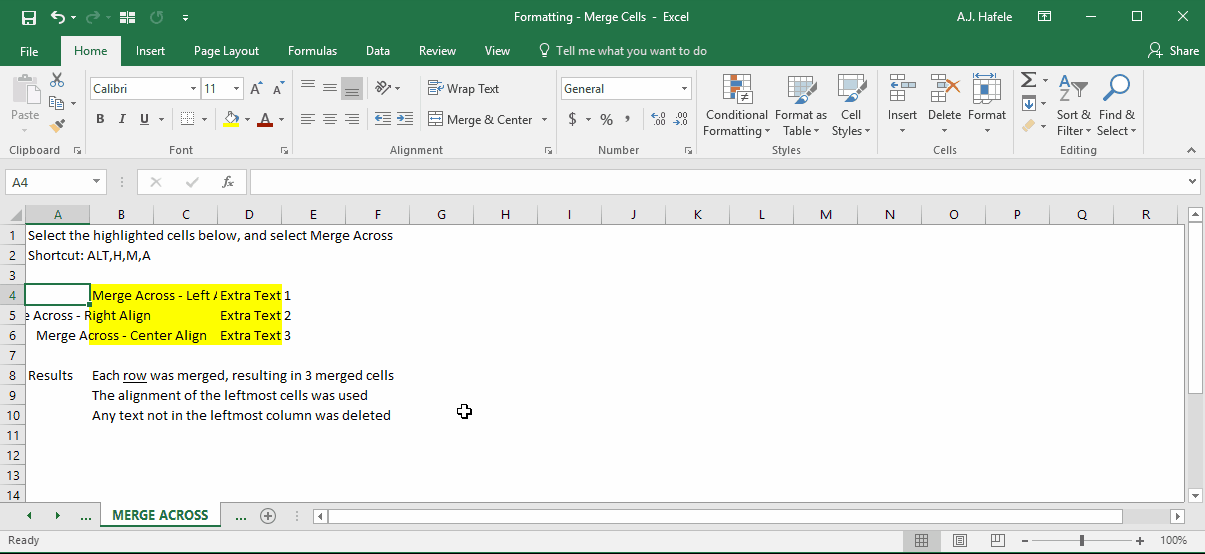 Formatting - Merge Cells - Excel
A.J. Hafele
File Home Insert Page Layout Formulas Data Review View Tell me what you want to do Share
Paste
Calibri 11
B I U A
Wrap Text
Merge & Center
General
$ % ,
Conditional Formatting
Format as Table
Cell Styles
Insert Delete Format
Sort & Filter
Find & Select
Clipboard Font Alignment Number Styles Cells Editing
A4 fx
A B C D E F G H I J K L M N O P Q R
1 Select the highlighted cells below, and select Merge Across
2 Shortcut: ALT,H,M,A
3
4 Merge Across - Left Extra Text 1
5 e Across - Right Align Extra Text 2
6 Merge Across - Center Align Extra Text 3
7
8 Results Each row was merged, resulting in 3 merged cells
9 The alignment of the leftmost cells was used
10 Any text not in the leftmost column was deleted
11
12
13
14
... MERGE ACROSS ...
Ready 100%